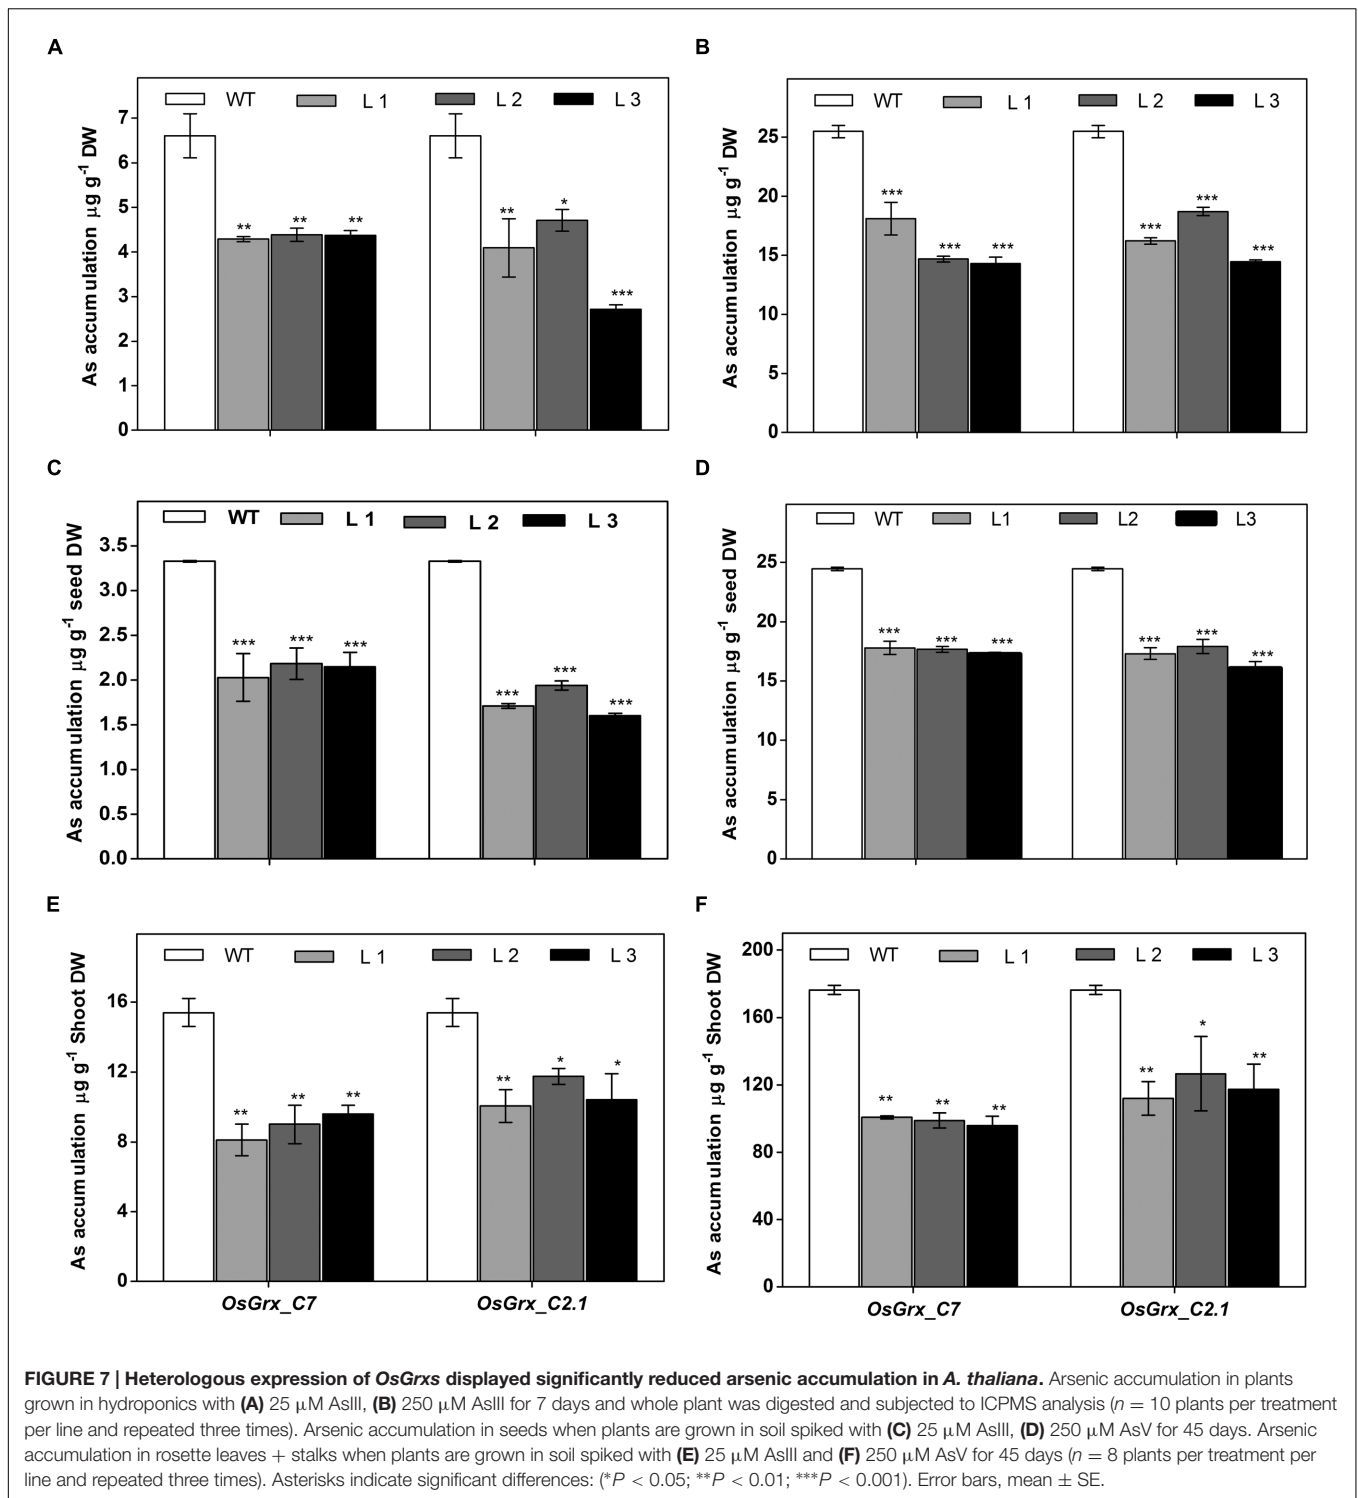 A
B
WT L 1 L 2 L 3
WT L 1 L 2 L 3
As accumulation µg g-1 DW
7
6
5
4
3
2
1
0
** ** ** ** * ***
As accumulation µg g-1 DW
25
20
15
10
5
0
*** *** *** *** *** ***
C
D
WT L 1 L 2 L 3
WT L1 L2 L3
As accumulation µg g-1 seed DW
3.5
3.0
2.5
2.0
1.5
1.0
0.5
0.0
*** *** *** *** *** ***
As accumulation µg g-1 seed DW
25
20
15
10
5
0
*** *** *** *** *** ***
E
F
WT L 1 L 2 L 3
WT L 1 L 2 L 3
As accumulation µg g-1 Shoot DW
16
12
8
4
0
** ** ** ** * *
OsGrx_C7 OsGrx_C2.1
As accumulation µg g-1 Shoot DW
200
160
120
80
40
0
** ** ** ** * **
OsGrx_C7 OsGrx_C2.1
FIGURE 7 | Heterologous expression of OsGrxs displayed significantly reduced arsenic accumulation in A. thaliana. Arsenic accumulation in plants
grown in hydroponics with (A) 25 µM AsIII, (B) 250 µM AsIII for 7 days and whole plant was digested and subjected to ICPMS analysis (n = 10 plants per treatment
per line and repeated three times). Arsenic accumulation in seeds when plants are grown in soil spiked with (C) 25 µM AsIII, (D) 250 µM AsV for 45 days. Arsenic
accumulation in rosette leaves + stalks when plants are grown in soil spiked with (E) 25 µM AsIII and (F) 250 µM AsV for 45 days (n = 8 plants per treatment per
line and repeated three times). Asterisks indicate significant differences: (*P < 0.05; **P < 0.01; ***P < 0.001). Error bars, mean ± SE.